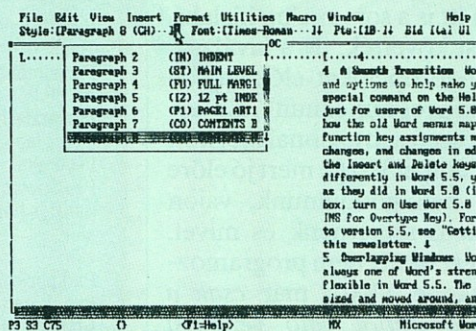 File Edit View Insert Format Utilities Macro Window Help
Style:[Paragraph 8 (CH)··]↓ Font:[Times-Roman···]↓ Pts:[18·]↓ Bld Ital Ul
Paragraph 2 (IN) INDENT
Paragraph 3 (ST) MAIN LEVEL
Paragraph 4 (FU) FULL MARGI
Paragraph 5 (I2) 12 pt INDE
Paragraph 6 (P1) PAGE1 ARTI
Paragraph 7 (CO) CONTENTS B
4 A Smooth Transition
and options to help make y
special command on the Hel
just for users of Word 5.0
how the old Word menus map
function key assignments
changes, and changes in
the Insert and Delete keys
differently in Word 5.5,
as they did in Word 5.0 (i
box, turn on Use Word 5.0
INS for Overtype Key). For
to version 5.5, see "Getti
this newsletter. ↓
5 Overlapping Windows
always one of Word's stren
flexible in Word 5.5. The
sized and moved around, an
P3 S3 C75 {} <F1=Help> MX Microsoft